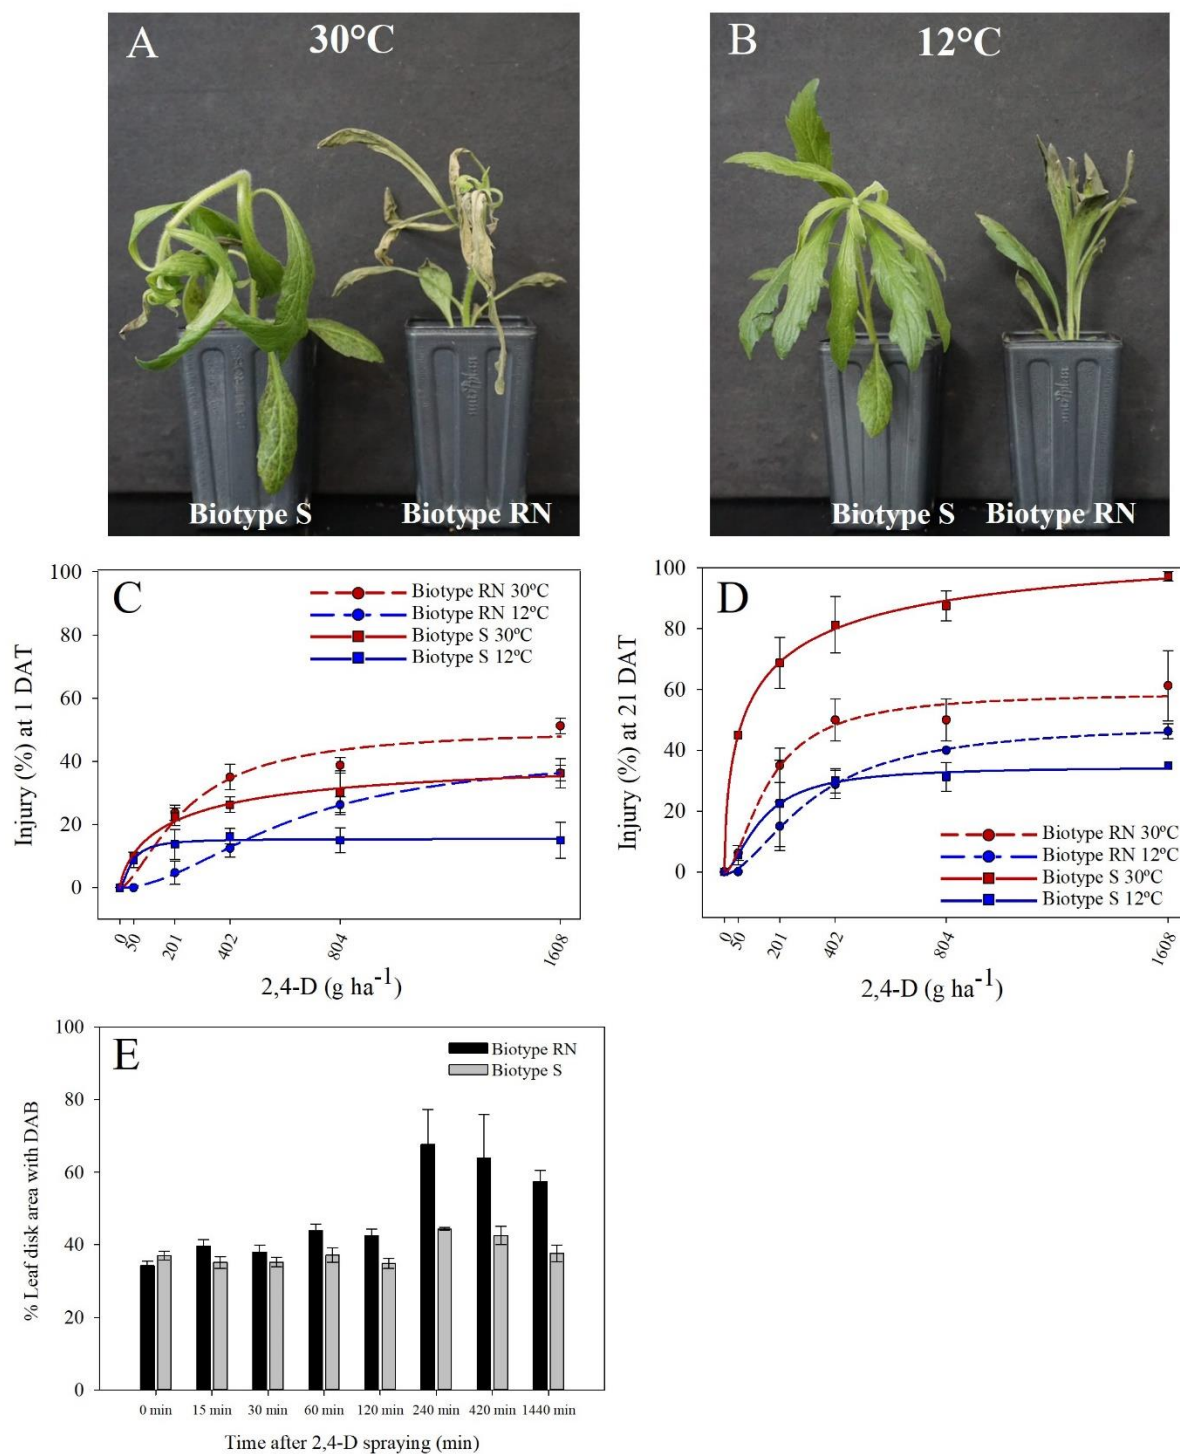 A
30°C
Biotype S
Biotype RN
B
12°C
Biotype S
Biotype RN
C
Injury (%) at 1 DAT
100
80
60
40
20
0
Biotype RN 30ºC
Biotype RN 12ºC
Biotype S 30ºC
Biotype S 12ºC
0
50
201
402
804
1608
2,4-D (g ha-1)
D
Injury (%) at 21 DAT
100
80
60
40
20
0
Biotype RN 30ºC
Biotype RN 12ºC
Biotype S 30ºC
Biotype S 12ºC
0
50
201
402
804
1608
2,4-D (g ha-1)
E
% Leaf disk area with DAB
100
80
60
40
20
0
Biotype RN
Biotype S
0 min
15 min
30 min
60 min
120 min
240 min
420 min
1440 min
Time after 2,4-D spraying (min)